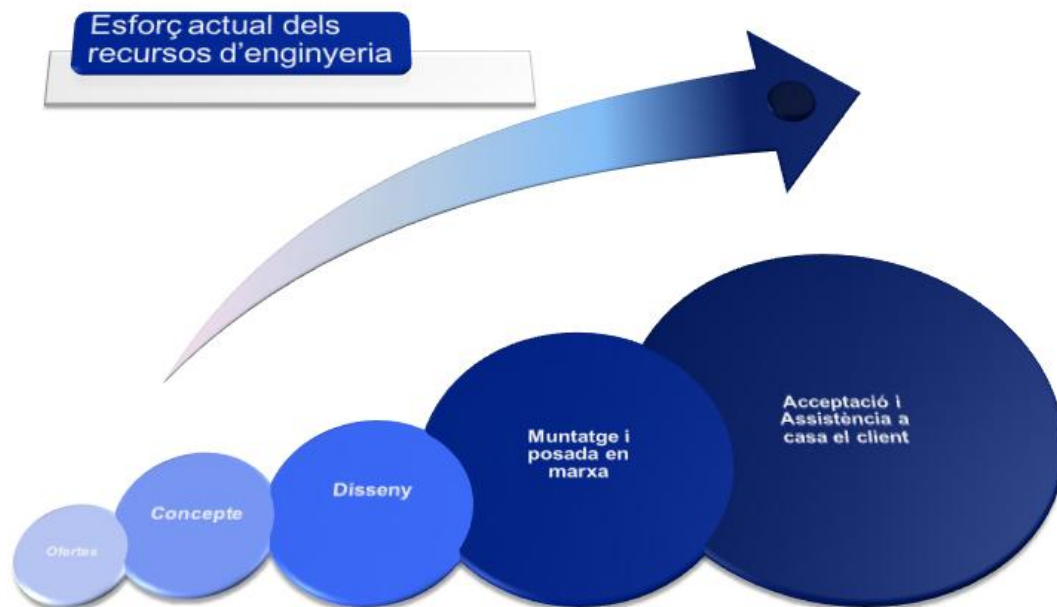 Esforç actual dels
recursos d'enginyeria
Ofertes
Concepte
Disseny
Muntatge i
posada en
marxa
Acceptació i
Assistència a
casa el client